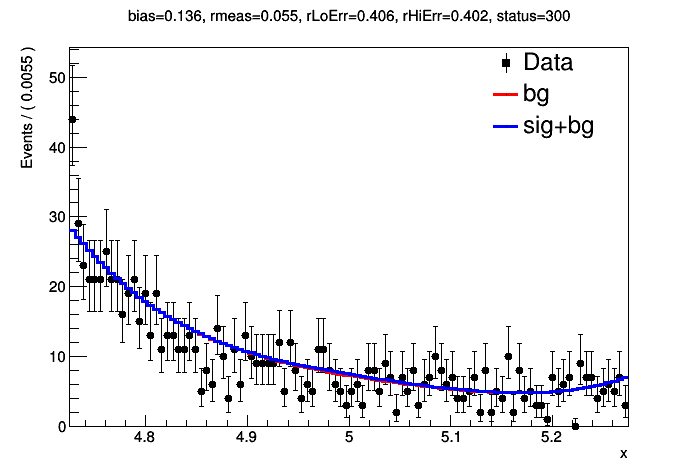 bias=0.136, rmeas=0.055, rLoErr=0.406, rHiErr=0.402, status=300
Events / ( 0.0055 )
50
40
30
20
10
0
Data
bg
sig+bg
4.8
4.9
5
5.1
5.2
x